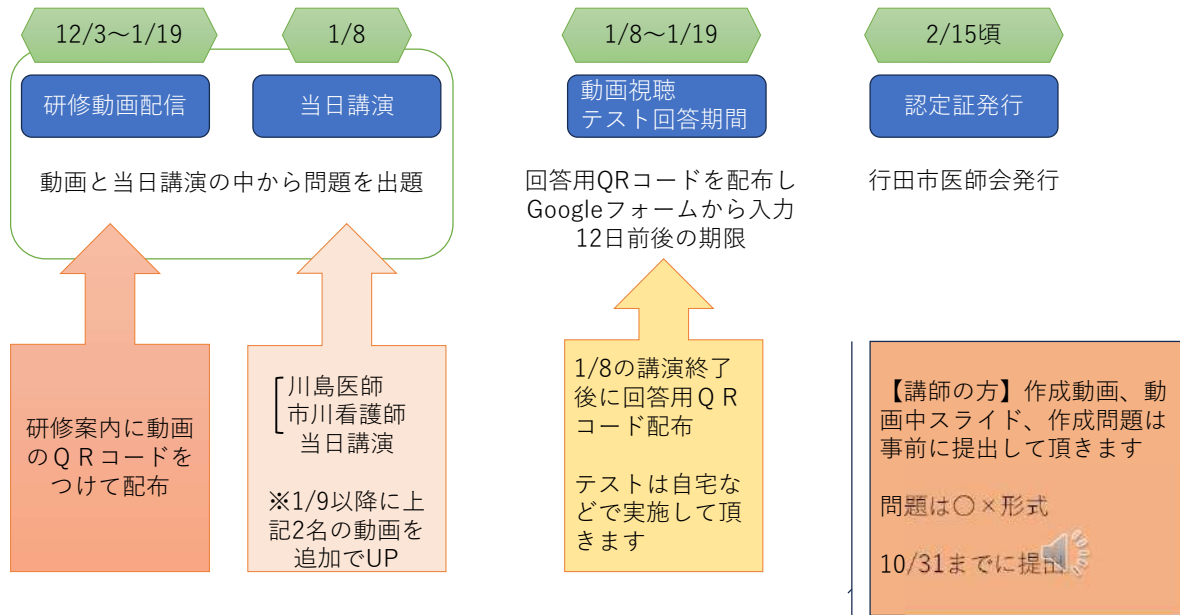 12/3～1/19
1/8
1/8～1/19
2/15頃
研修動画配信
当日講演
動画視聴
テスト回答期間
認定証発行
動画と当日講演の中から問題を出題
回答用QRコードを配布し
Googleフォームから入力
12日前後の期限
行田市医師会発行
研修案内に動画
のＱＲコードを
つけて配布
川島医師
市川看護師
当日講演
※1/9以降に上
記2名の動画を
追加でUP
1/8の講演終了
後に回答用ＱＲ
コード配布
テストは自宅な
どで実施して頂
きます
【講師の方】作成動画、動
画中スライド、作成問題は
事前に提出して頂きます
問題は〇×形式
10/31までに提出